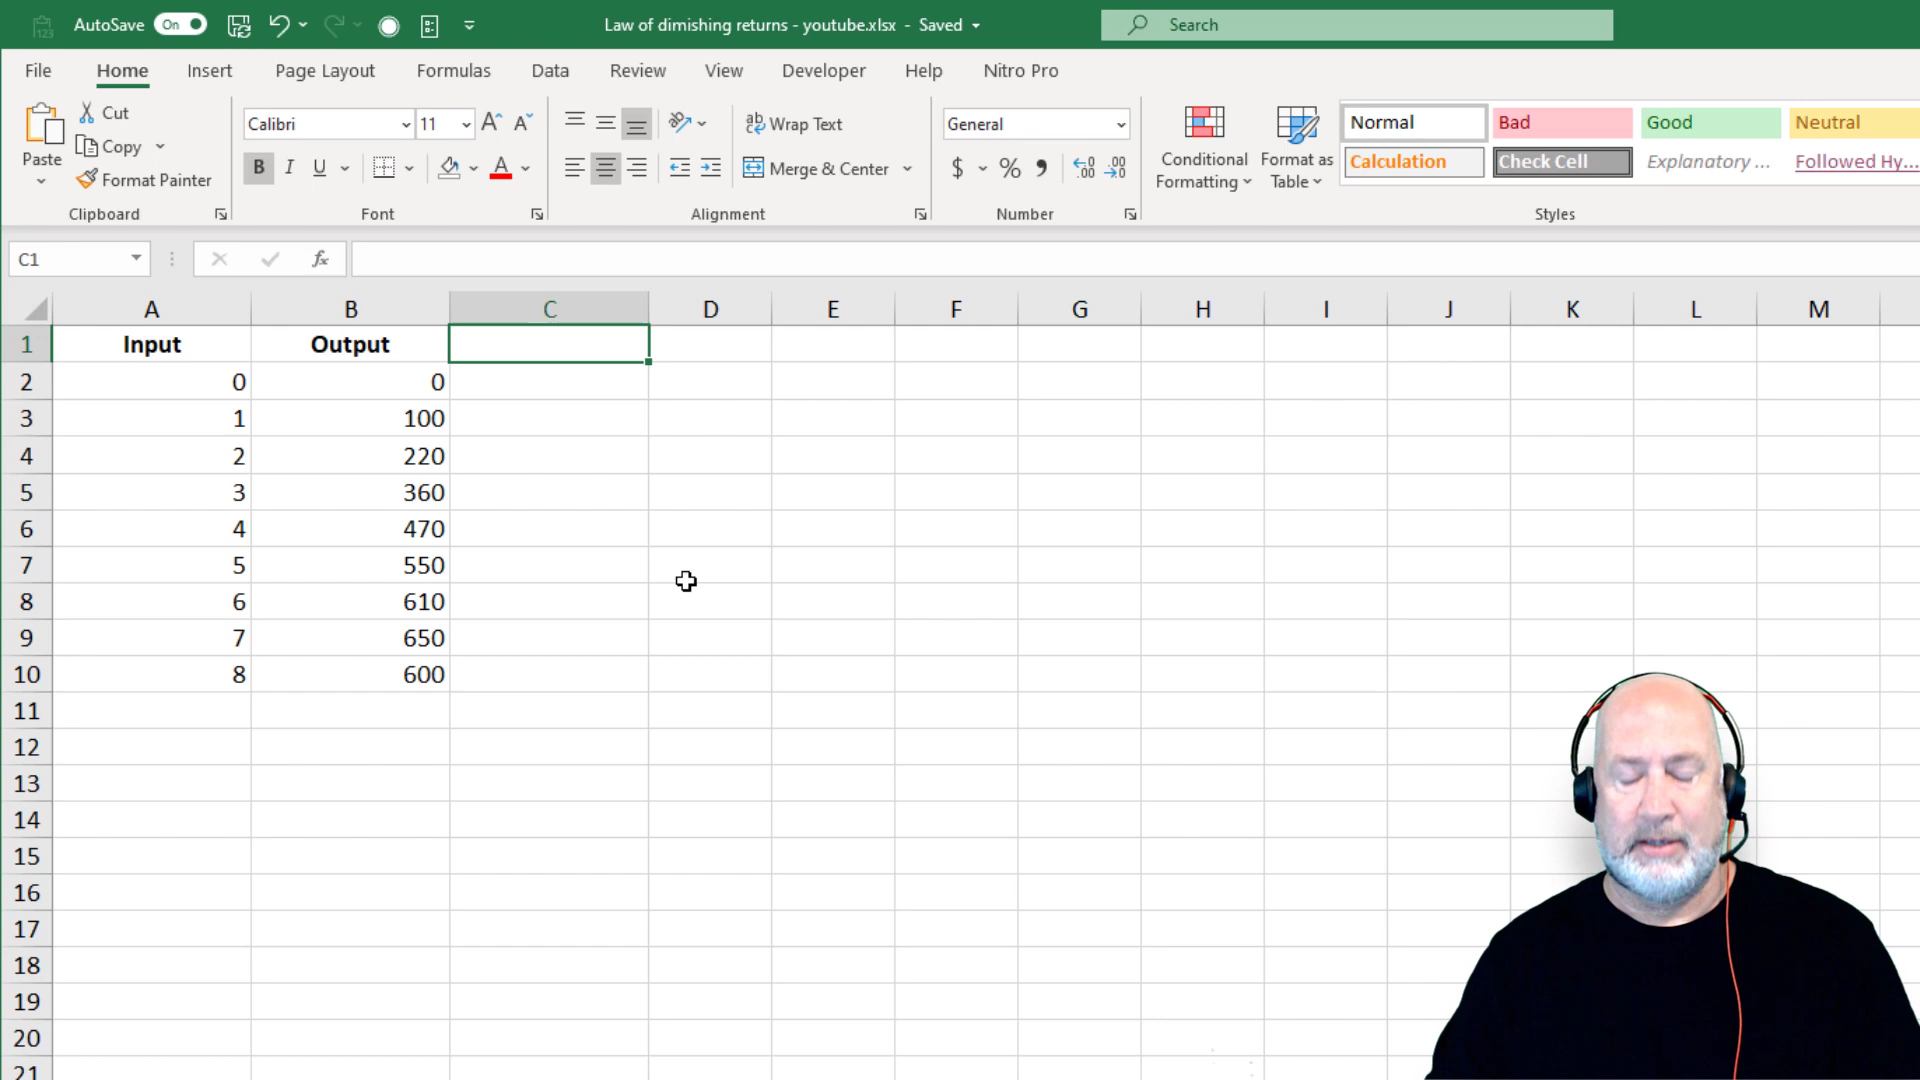 AutoSave On Law of dimishing returns - youtube.xlsx - Saved Search
File Home Insert Page Layout Formulas Data Review View Developer Help Nitro Pro
Paste Cut Copy Format Painter
Clipboard
Calibri 11
B I U A
Font
Wrap Text
Merge & Center
Alignment
General
$ % 9 .00
Number
Conditional Formatting
Format as Table
Normal Bad Good Neutral
Calculation Check Cell Explanatory ... Followed Hy...
Styles
C1 fx
A B C D E F G H I J K L M
1 Input Output
2 0 0
3 1 100
4 2 220
5 3 360
6 4 470
7 5 550
8 6 610
9 7 650
10 8 600
11
12
13
14
15
16
17
18
19
20
21